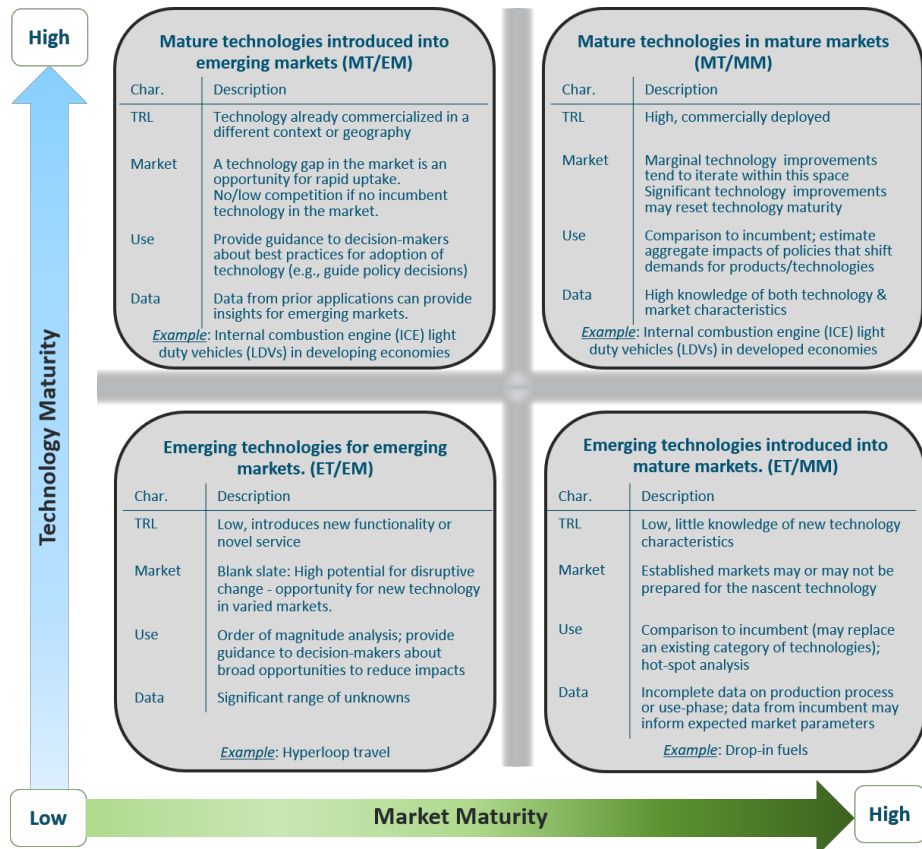 High
Technology Maturity
Mature technologies introduced into
emerging markets (MT/EM)
Char. Description
TRL Technology already commercialized in a
different context or geography
Market A technology gap in the market is an
opportunity for rapid uptake.
No/low competition if no incumbent
technology in the market.
Use Provide guidance to decision-makers
about best practices for adoption of
technology (e.g., guide policy decisions)
Data Data from prior applications can provide
insights for emerging markets.
Example: Internal combustion engine (ICE) light
duty vehicles (LDVs) in developing economies
Mature technologies in mature markets
(MT/MM)
Char. Description
TRL High, commercially deployed
Market Marginal technology improvements
tend to iterate within this space
Significant technology improvements
may reset technology maturity
Use Comparison to incumbent; estimate
aggregate impacts of policies that shift
demands for products/technologies
Data High knowledge of both technology &
market characteristics
Example: Internal combustion engine (ICE) light
duty vehicles (LDVs) in developed economies
Emerging technologies for emerging
markets. (ET/EM)
Char. Description
TRL Low, introduces new functionality or
novel service
Market Blank slate: High potential for disruptive
change - opportunity for new technology
in varied markets.
Use Order of magnitude analysis; provide
guidance to decision-makers about
broad opportunities to reduce impacts
Data Significant range of unknowns
Example: Hyperloop travel
Emerging technologies introduced into
mature markets. (ET/MM)
Char. Description
TRL Low, little knowledge of new technology
characteristics
Market Established markets may or may not be
prepared for the nascent technology
Use Comparison to incumbent (may replace
an existing category of technologies);
hot-spot analysis
Data Incomplete data on production process
or use-phase; data from incumbent may
inform expected market parameters
Example: Drop-in fuels
Low
Market Maturity
High